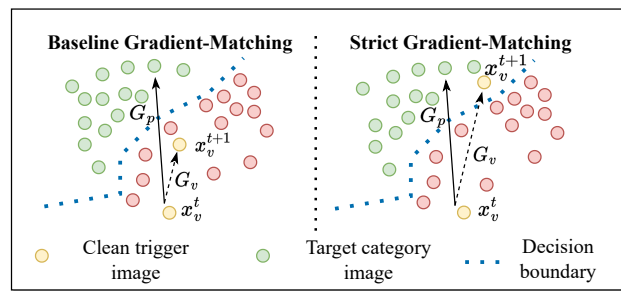 Baseline Gradient-Matching
G_p
x_v^{t+1}
G_v
x_v^t
Strict Gradient-Matching
x_v^{t+1}
G_p
G_v
x_v^t
Clean trigger
image
Target category
image
Decision
boundary